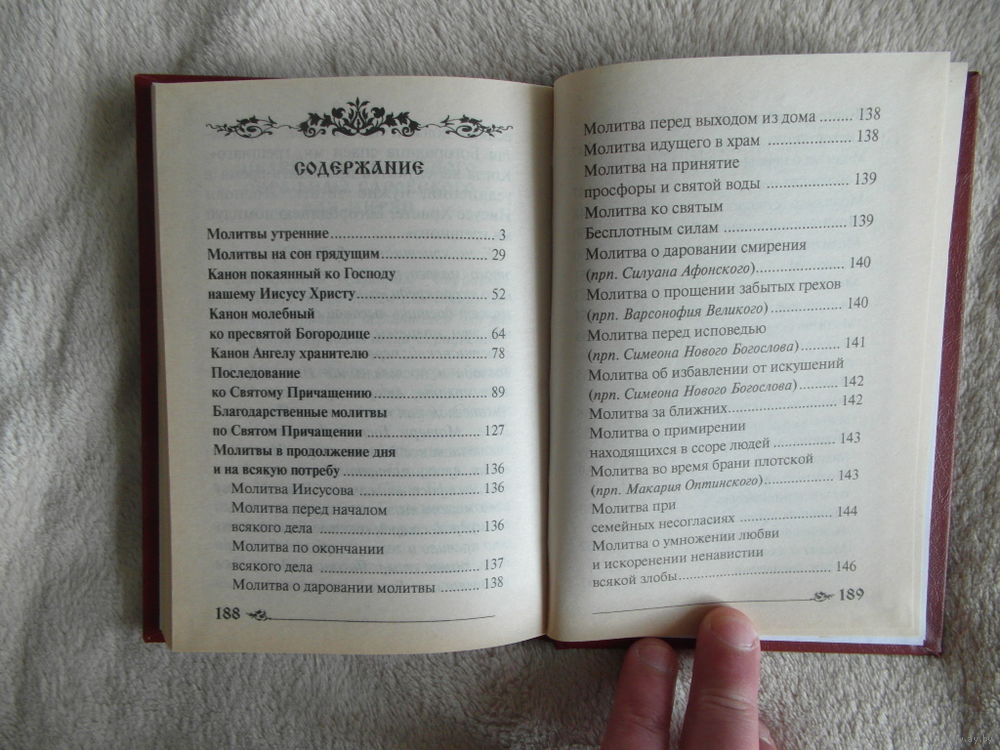 СОДЕРЖАНИЕ
Молитвы утренние........................................ 3
Молитвы на сон грядущим.......................... 29
Канон покаянный ко Господу
нашему Иисусу Христу................................ 52
Канон молебный
ко пресвятой Богородице ............................ 64
Канон Ангелу хранителю ............................ 78
Последование
ко Святому Причащению ............................ 89
Благодарственные молитвы
по Святом Причащении ............................ 127
Молитвы в продолжение дня
и на всякую потребу .................................. 136
Молитва Иисусова ............................ 136
Молитва перед началом
всякого дела ...................................... 136
Молитва по окончании
всякого дела ...................................... 137
Молитва о даровании молитвы ......... 138
188
Молитва перед выходом из дома ........ 138
Молитва идущего в храм .................... 138
Молитва на принятие
просфоры и святой воды .................... 139
Молитва ко святым
Бесплотным силам .............................. 139
Молитва о даровании смирения
(прп. Силуана Афонского)..................... 140
Молитва о прощении забытых грехов
(прп. Варсонофия Великого) .................. 140
Молитва перед исповедью
(прп. Симеона Нового Богослова)........... 141
Молитва об избавлении от искушений
(прп. Симеона Нового Богослова)........... 142
Молитва за ближних............................ 142
Молитва о примирении
находящихся в ссоре людей ................ 143
Молитва во время брани плотской
(прп. Макария Оптинского).................. 143
Молитва при
семейных несогласиях ........................ 144
Молитва о умножении любви
и искоренении ненависти
всякой злобы........................................ 146
189